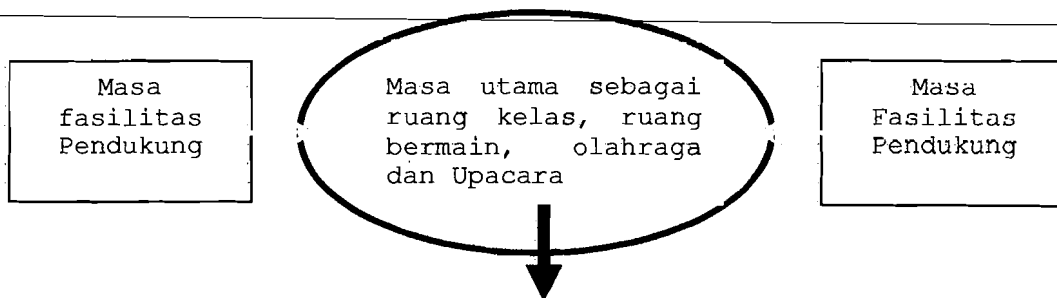 Masa
fasilitas
Pendukung
Masa utama sebagai
ruang kelas, ruang
bermain, olahraga
dan Upacara
Masa
Fasilitas
Pendukung